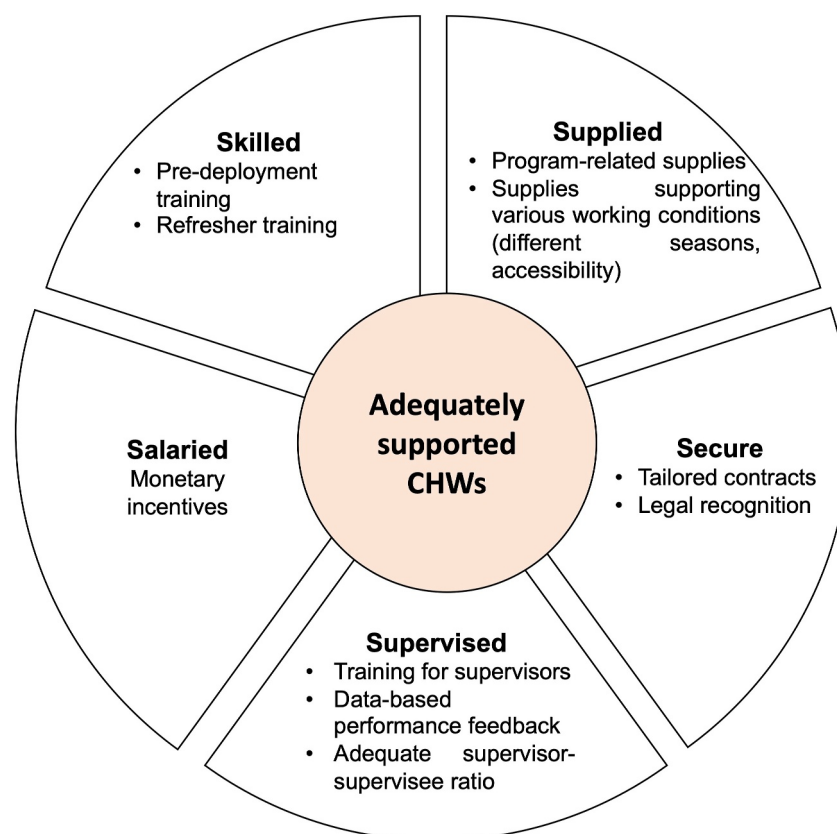 Skilled
• Pre-deployment
training
• Refresher training
Supplied
• Program-related supplies
• Supplies supporting
various working conditions
(different seasons,
accessibility)
Adequately
supported
CHWs
Salaried
Monetary
incentives
Secure
• Tailored contracts
• Legal recognition
Supervised
• Training for supervisors
• Data-based
performance feedback
• Adequate supervisor-
supervisee ratio